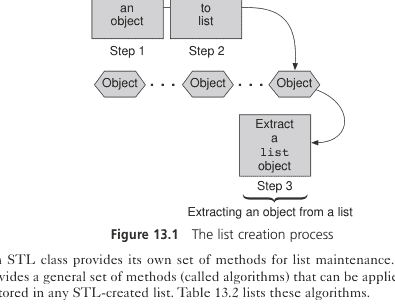 an
object
to
list
Step 1
Step 2
Object . . . Object . . . Object
Extract
a
list
object
Step 3
Extracting an object from a list
Figure 13.1 The list creation process
STL class provides its own set of methods for list maintenance.
vides a general set of methods (called algorithms) that can be
tored in any STL-created list. Table 13.2 lists these algorithms.